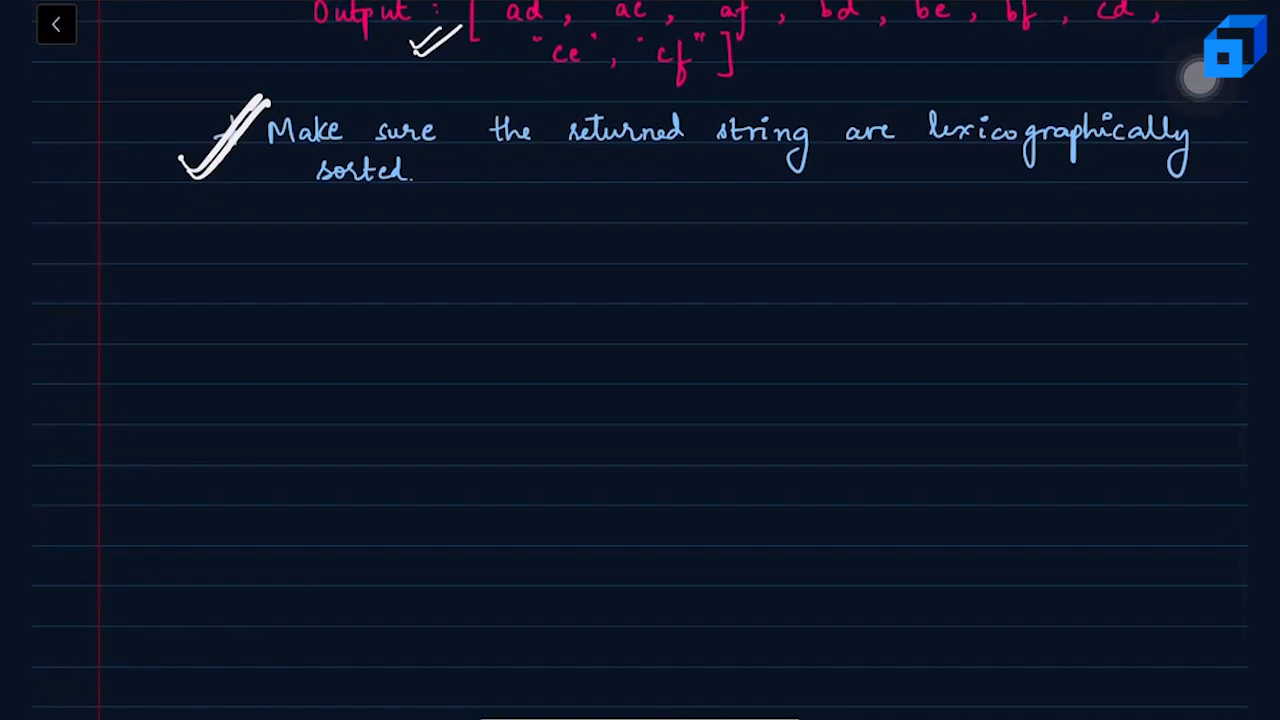 Output : [ ad , ae , af , bd , be , bf , cd ,
"ce" , "cf" ]
* Make sure the returned string are lexicographically
sorted.